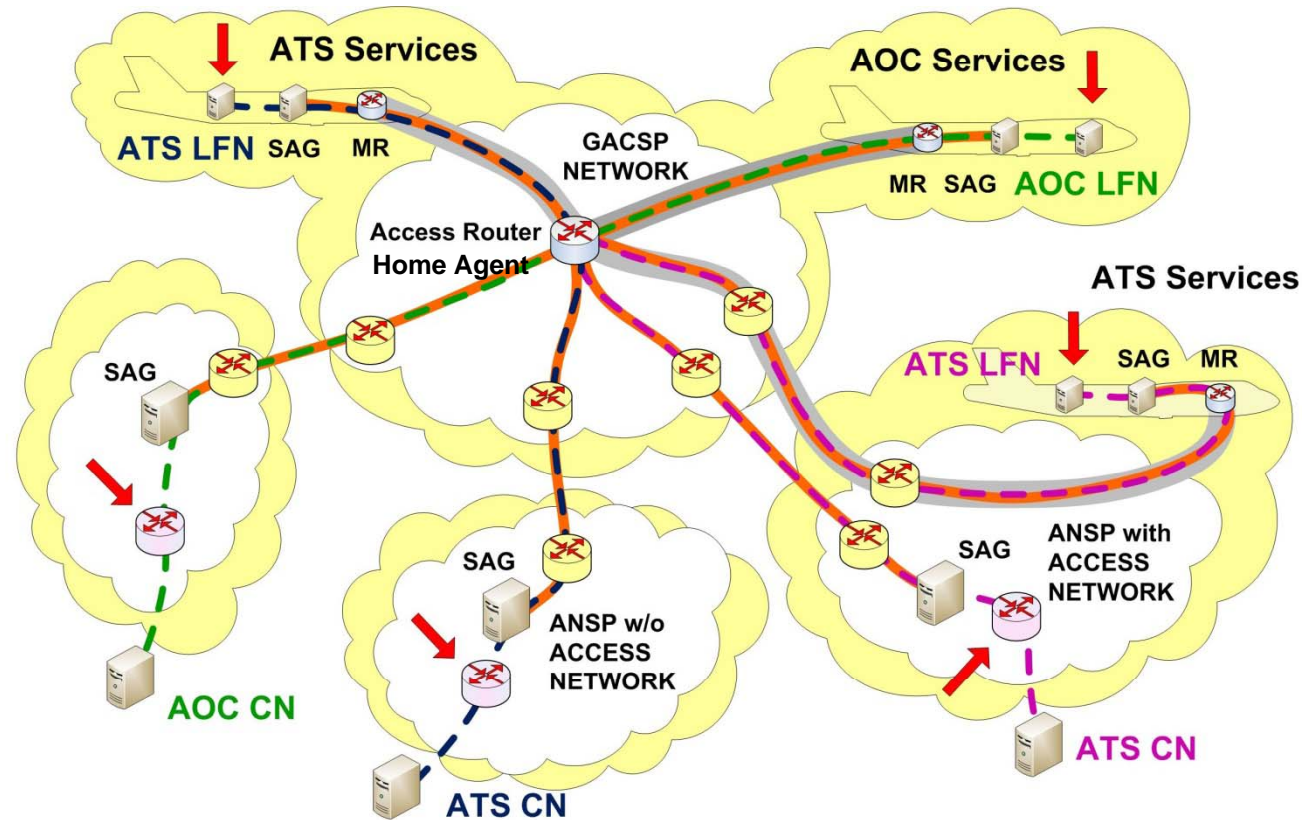 ATS Services
AOC Services
ATS LFN SAG MR
GACSP
NETWORK
MR SAG AOC LFN
Access Router
Home Agent
ATS Services
SAG
ATS LFN SAG MR
SAG
ANSP w/o
ACCESS
NETWORK
SAG
ANSP with
ACCESS
NETWORK
AOC CN
ATS CN
ATS CN